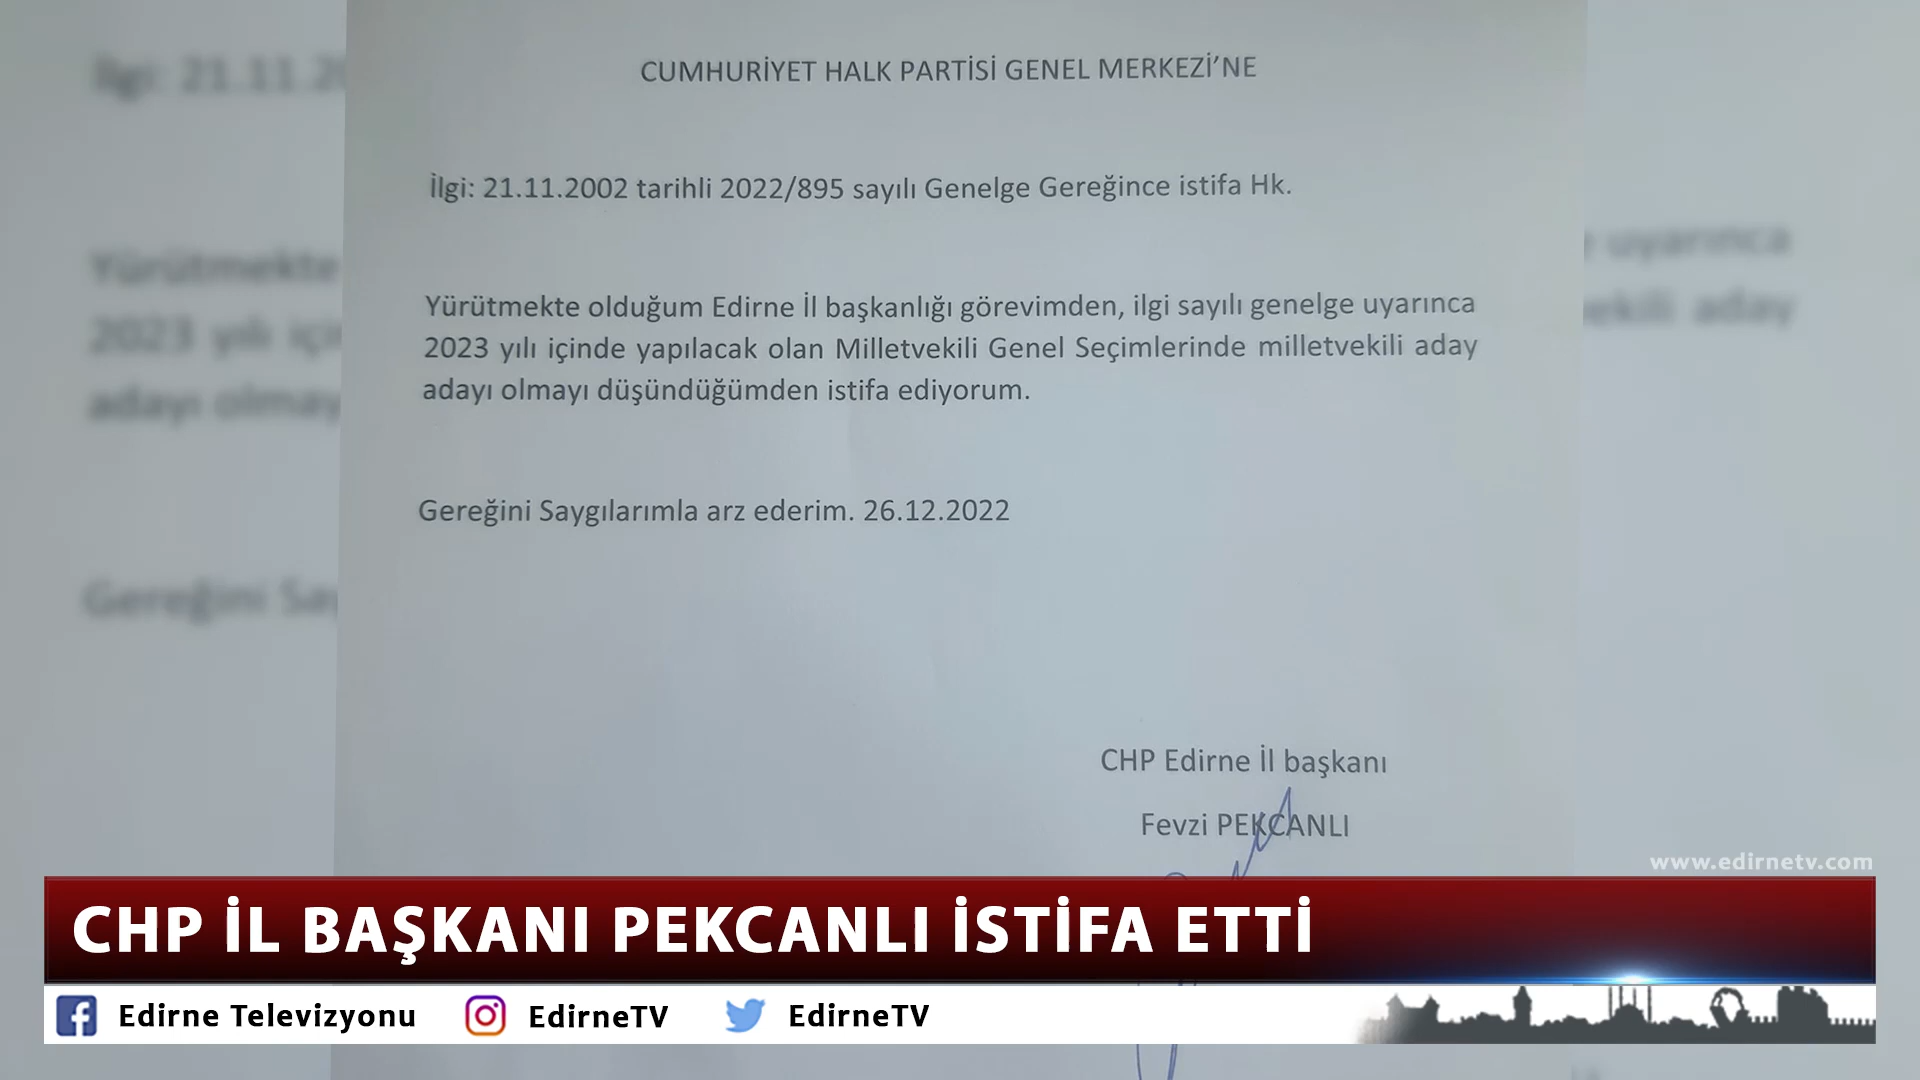 CUMHURİYET HALK PARTİSİ GENEL MERKEZİ'NE
İlgi: 21.11.2002 tarihli 2022/895 sayılı Genelge Gereğince istifa Hk.
Yürütmekte olduğum Edirne İl başkanlığı görevimden, ilgi sayılı genelge uyarınca
2023 yılı içinde yapılacak olan Milletvekili Genel Seçimlerinde milletvekili aday
adayı olmayı düşündüğümden istifa ediyorum.
Gereğini Saygılarımla arz ederim. 26.12.2022
CHP Edirne İl başkanı
Fevzi PEKCANLI
www.edirnetv.com
CHP İL BAŞKANI PEKCANLI İSTİFA ETTİ
Edirne Televizyonu EdirneTV EdirneTV